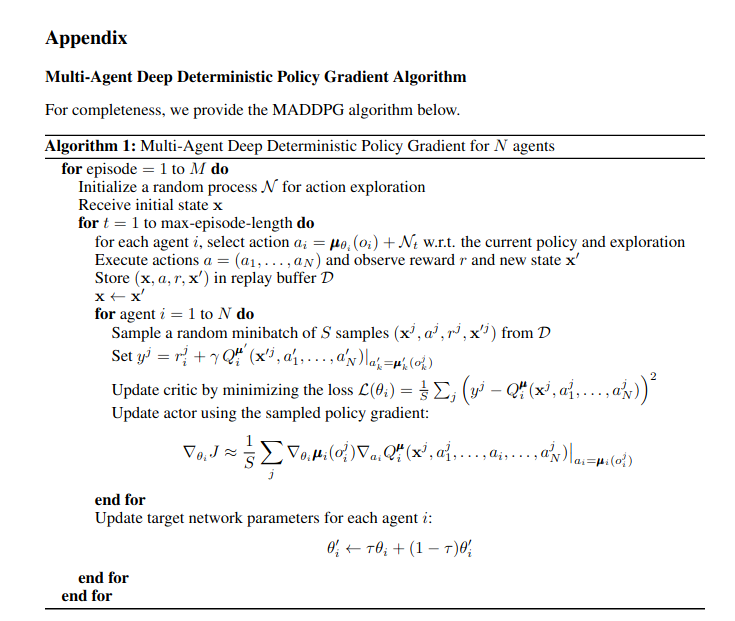 Appendix
Multi-Agent Deep Deterministic Policy Gradient Algorithm
For completeness, we provide the MADDPG algorithm below.
Algorithm 1: Multi-Agent Deep Deterministic Policy Gradient for $N$ agents
for episode = 1 to $M$ do
Initialize a random process $\mathcal{N}$ for action exploration
Receive initial state $\mathbf{x}$
for $t$ = 1 to max-episode-length do
for each agent $i$, select action $a_i = \boldsymbol{\mu}_{\theta_i}(o_i) + \mathcal{N}_t$ w.r.t. the current policy and exploration
Execute actions $a = (a_1, \ldots, a_N)$ and observe reward $r$ and new state $\mathbf{x}'$
Store $(\mathbf{x}, a, r, \mathbf{x}')$ in replay buffer $\mathcal{D}$
$\mathbf{x} \leftarrow \mathbf{x}'$
for agent $i$ = 1 to $N$ do
Sample a random minibatch of $S$ samples $(\mathbf{x}^j, a^j, r^j, \mathbf{x}'^j)$ from $\mathcal{D}$
Set $y^j = r_i^j + \gamma Q_i^{\boldsymbol{\mu}'}(\mathbf{x}'^j, a_1', \ldots, a_N')|_{a_k' = \boldsymbol{\mu}_k'(o_k^j)}$
Update critic by minimizing the loss $\mathcal{L}(\theta_i) = \frac{1}{S} \sum_j \left( y^j - Q_i^{\boldsymbol{\mu}}(\mathbf{x}^j, a_1^j, \ldots, a_N^j) \right)^2$
Update actor using the sampled policy gradient:
$\nabla_{\theta_i} J \approx \frac{1}{S} \sum_j \nabla_{\theta_i} \boldsymbol{\mu}_i(o_i^j) \nabla_{a_i} Q_i^{\boldsymbol{\mu}}(\mathbf{x}^j, a_1^j, \ldots, a_i, \ldots, a_N^j)|_{a_i = \boldsymbol{\mu}_i(o_i^j)}$
end for
Update target network parameters for each agent $i$:
$\theta_i' \leftarrow \tau \theta_i + (1 - \tau) \theta_i'$
end for
end for